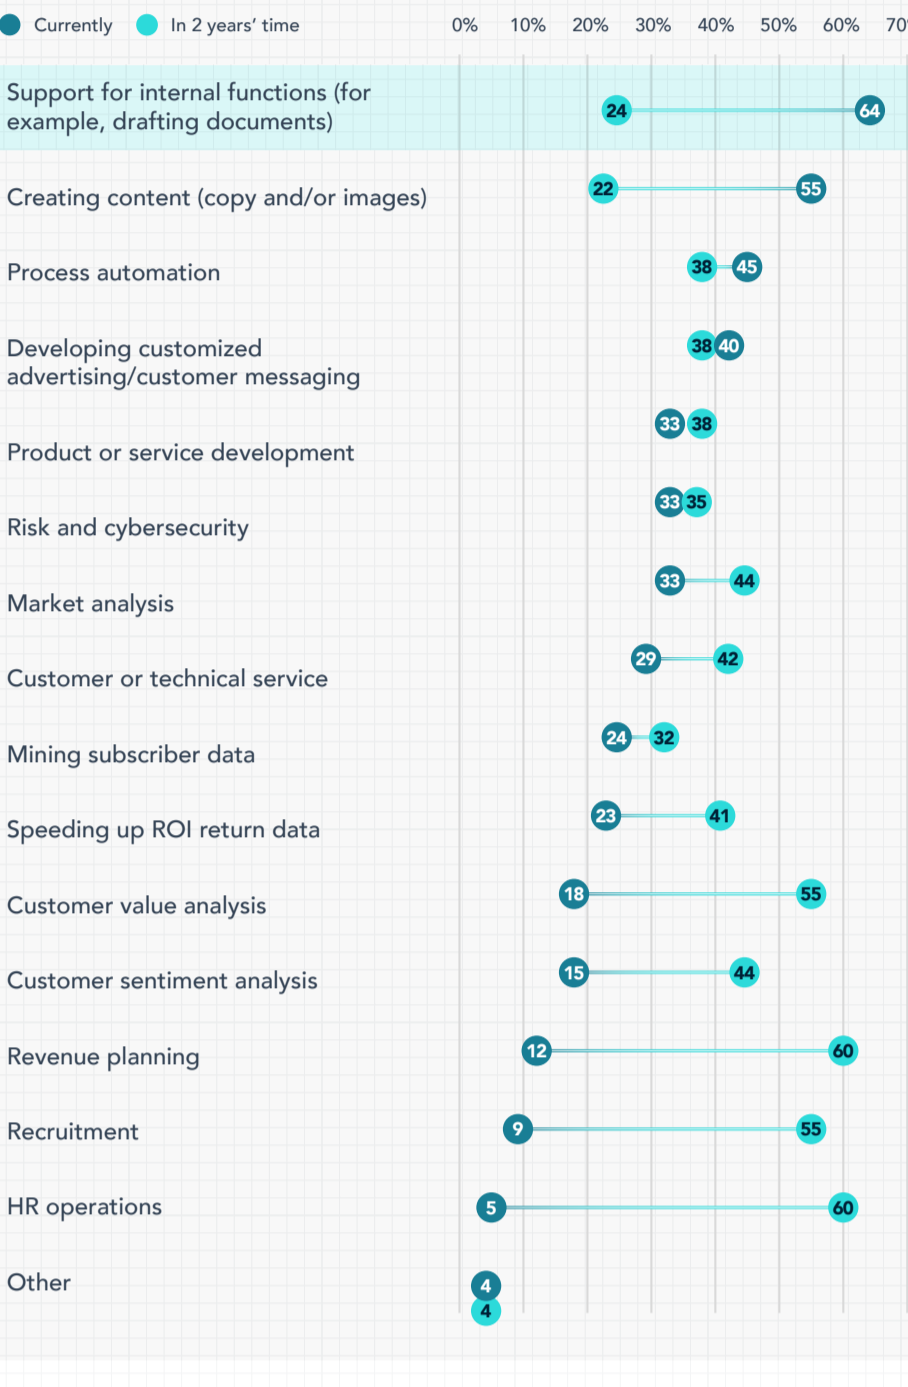 Currently In 2 years’ time 0% 10% 20% 30% 40% 50% 60% 70
Support for internal functions (for
example, drafting documents)
24 64
Creating content (copy and/or images)
22 55
Process automation
38 45
Developing customized
advertising/customer messaging
38 40
Product or service development
33 38
Risk and cybersecurity
33 35
Market analysis
33 44
Customer or technical service
29 42
Mining subscriber data
24 32
Speeding up ROI return data
23 41
Customer value analysis
18 55
Customer sentiment analysis
15 44
Revenue planning
12 60
Recruitment
9 55
HR operations
5 60
Other
4
4